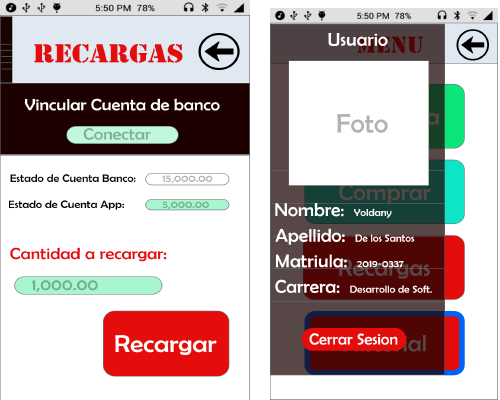 5:50 PM 78%
RECARGAS
Vincular Cuenta de banco
Conectar
Estado de Cuenta Banco: 15,000.00
Estado de Cuenta App: 5,000.00
Cantidad a recargar:
1,000.00
Recargar
5:50 PM 78%
MENU
Usuario
Foto
a
Comprar
Nombre: Yoldany
Apellido: De los Santos
Matriula: 2019-0337
Recargas
Carrera: Desarrollo de Soft.
Cerrar Sesion
ial